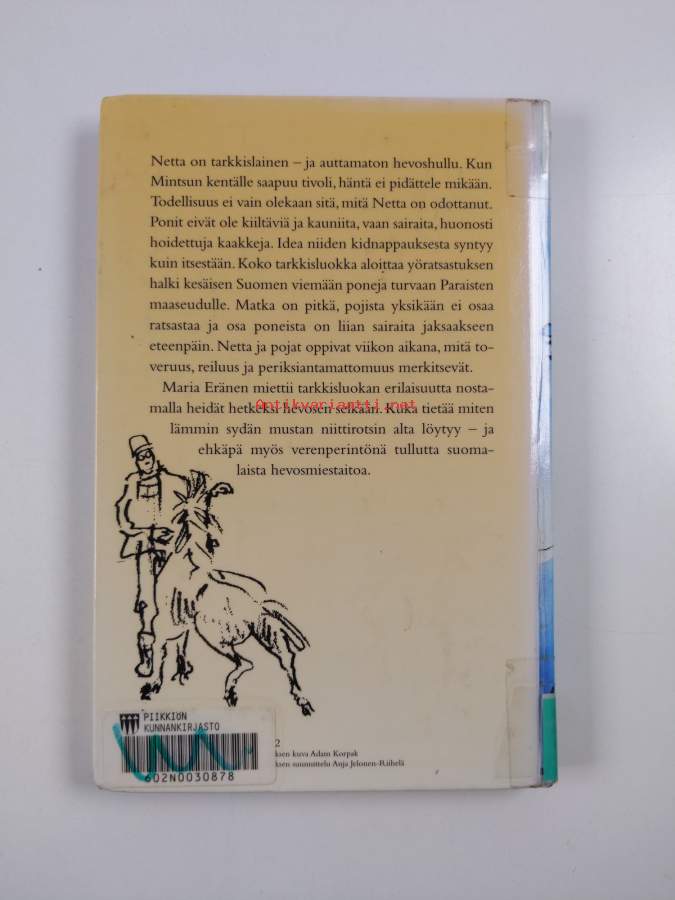 Netta on tarkkislainen – ja auttamaton hevoshullu. Kun
Mintsun kentälle saapuu tivoli, häntä ei pidättele mikään.
Todellisuus ei vain olekaan sitä, mitä Netta on odottanut.
Ponit eivät ole kiiltäviä ja kauniita, vaan sairaita, huonosti
hoidettuja kaakkeja. Idea niiden kidnappauksesta syntyy
kuin itsestään. Koko tarkkisluokka aloittaa yöratsastuksen
halki kesäisen Suomen viemään poneja turvaan Paraisten
maaseudulle. Matka on pitkä, pojista yksikään ei osaa
ratsastaa ja osa poneista on liian sairaita jaksaakseen
eteenpäin. Netta ja pojat oppivat viikon aikana, mitä to-
veruus, reiluus ja periksiantamattomuus merkitsevät.
Maria Eränen miettii tarkkisluokan erilaisuutta nosta-
malla heidät hetkeksi hevosen selkään. Kuka tietää miten
Antikvariaatti.net
lämmin sydän mustan niittirotsin alta löytyy – ja
ehkäpä myös verenperintönä tullutta suoma-
laista hevosmiestaitoa.
PIIKKIÖN
KUNNANKIRJASTO
602N0030878
2
ksen kuva Adam Korpak
ksen suunnittelu Anja Jelonen-Räihelä